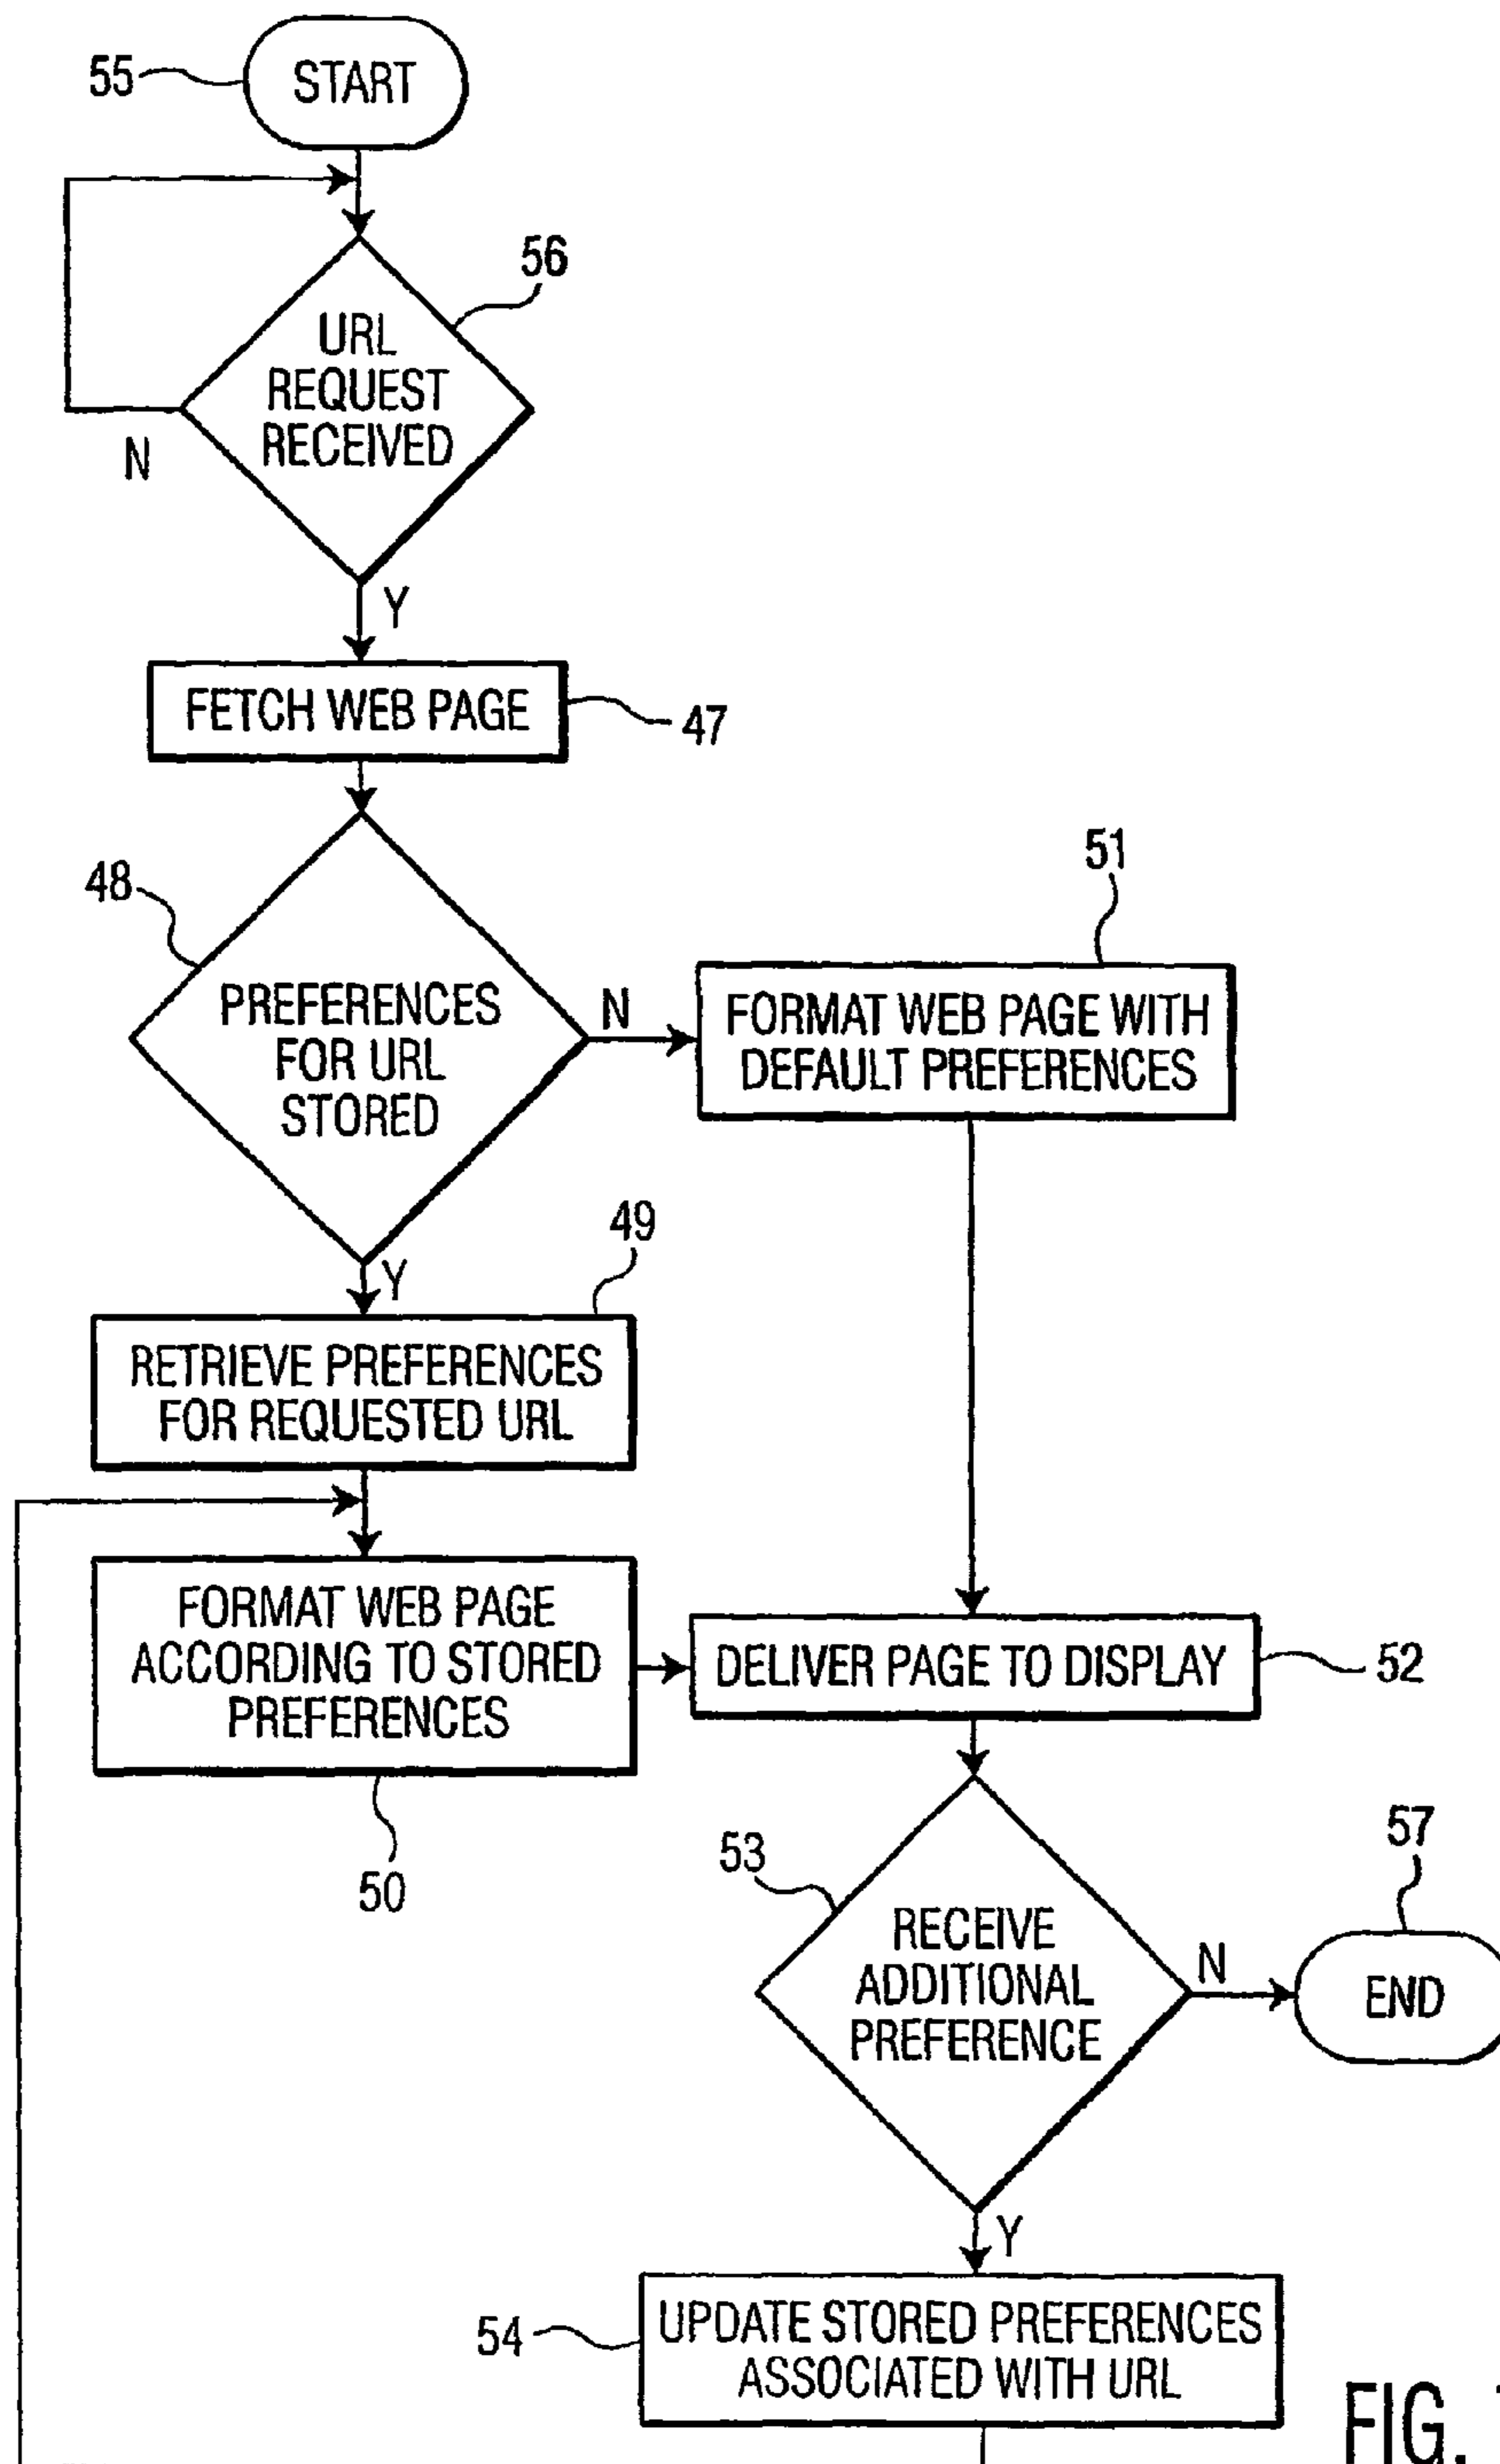 55
START
56
URL
REQUEST
RECEIVED
N
Y
FETCH WEB PAGE
47
48
PREFERENCES
FOR URL
STORED
N
51
FORMAT WEB PAGE WITH
DEFAULT PREFERENCES
Y
49
RETRIEVE PREFERENCES
FOR REQUESTED URL
FORMAT WEB PAGE
ACCORDING TO STORED
PREFERENCES
50
DELIVER PAGE TO DISPLAY
52
53
RECEIVE
ADDITIONAL
PREFERENCE
N
57
END
Y
54
UPDATE STORED PREFERENCES
ASSOCIATED WITH URL
FIG.